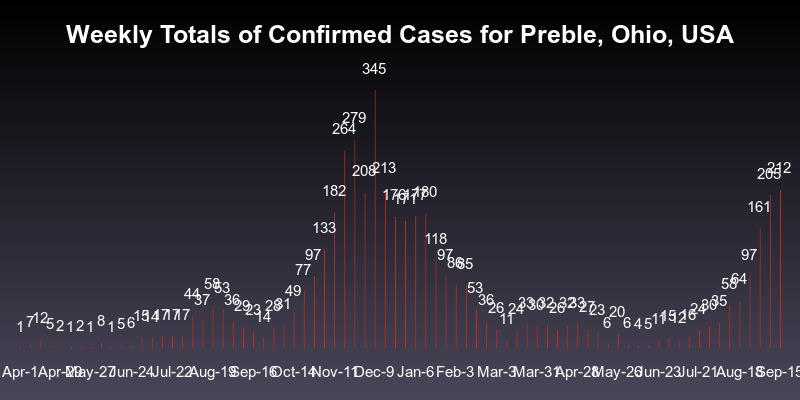 Weekly Totals of Confirmed Cases for Preble, Ohio, USA
1 7 12 5 2 1 2 1 8 1 5 6 15 14 17 17 17 44 37 58 53 36 29 23 14 28 31 49 77 97 133 182 264 279 208 345 213 176 171 177 180 118 97 86 85 53 36 26 11 24 33 30 32 26 32 33 27 23 6 20 6 4 5 11 15 12 16 24 30 35 58 64 97 161 205 212
Apr-1 Apr-29 May-27 Jun-24 Jul-22 Aug-19 Sep-16 Oct-14 Nov-11 Dec-9 Jan-6 Feb-3 Mar-3 Mar-31 Apr-28 May-26 Jun-23 Jul-21 Aug-18 Sep-15